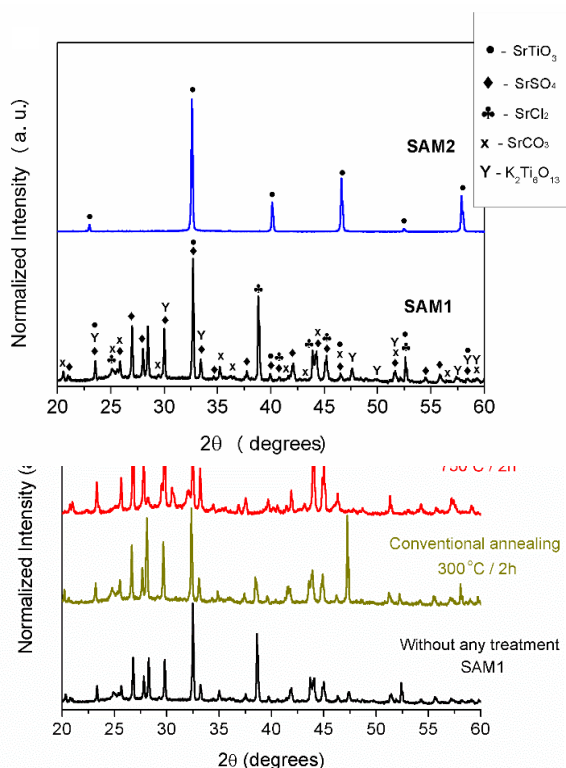 ● - SrTiO₃
♦ - SrSO₄
♣ - SrCl₂
x - SrCO₃
Y - K₂Ti₆O₁₃
Normalized Intensity ( a. u.)
SAM2
SAM1
20 25 30 35 40 45 50 55 60
2θ ( degrees)
Normalized Intensity
Conventional annealing
300°C / 2h
Without any treatment
SAM1
20 25 30 35 40 45 50 55 60
2θ (degrees)